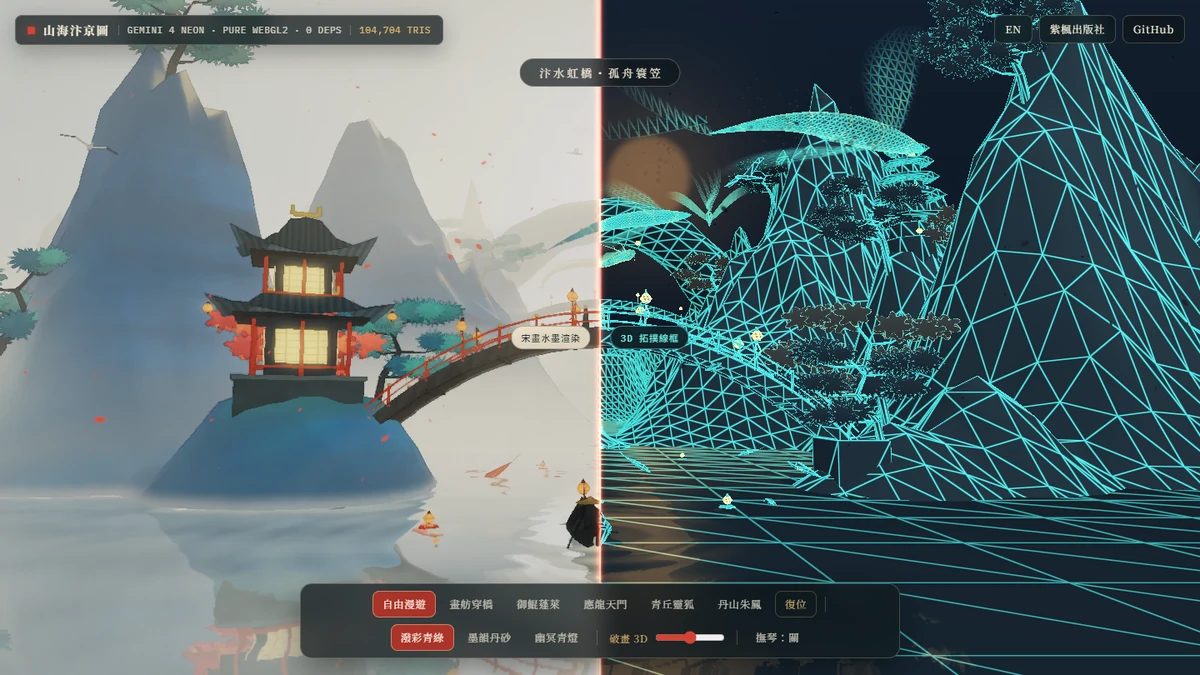 山海汴京圖 GEMINI 4 NEON · PURE WEBGL2 · 0 DEPS 104,704 TRIS
EN 紫楓出版社 GitHub
汴水虹橋・孤舟簑笠
宋畫水墨渲染 3D 拓撲線框
自由漫遊 畫舫穿橋 御鯤蓬萊 應龍天門 青丘靈狐 丹山朱鳳 復位
潑彩青綠 墨韻丹砂 幽冥青燈 破畫 3D 撫琴：關